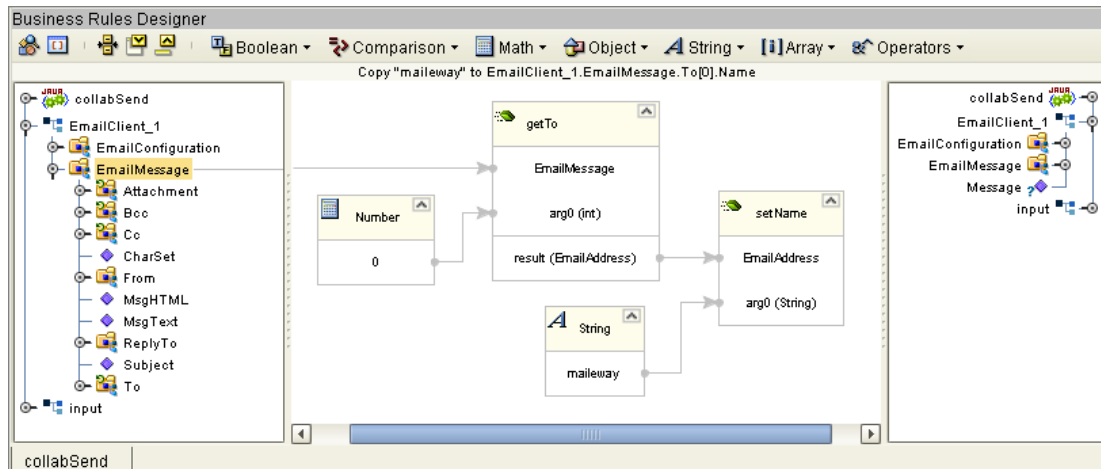 Business Rules Designer
Boolean Comparison Math Object String [i] Array Operators
Copy "maileway" to EmailClient_1.EmailMessage.To[0].Name
JAVA collabSend
EmailClient_1
EmailConfiguration
EmailMessage
Attachment
Bcc
Cc
CharSet
From
MsgHTML
MsgText
ReplyTo
Subject
To
input
getTo
EmailMessage
arg0 (int)
result (EmailAddress)
Number
0
setName
EmailAddress
arg0 (String)
A String
maileway
collabSend JAVA
EmailClient_1
EmailConfiguration
EmailMessage
Message ?
input
collabSend